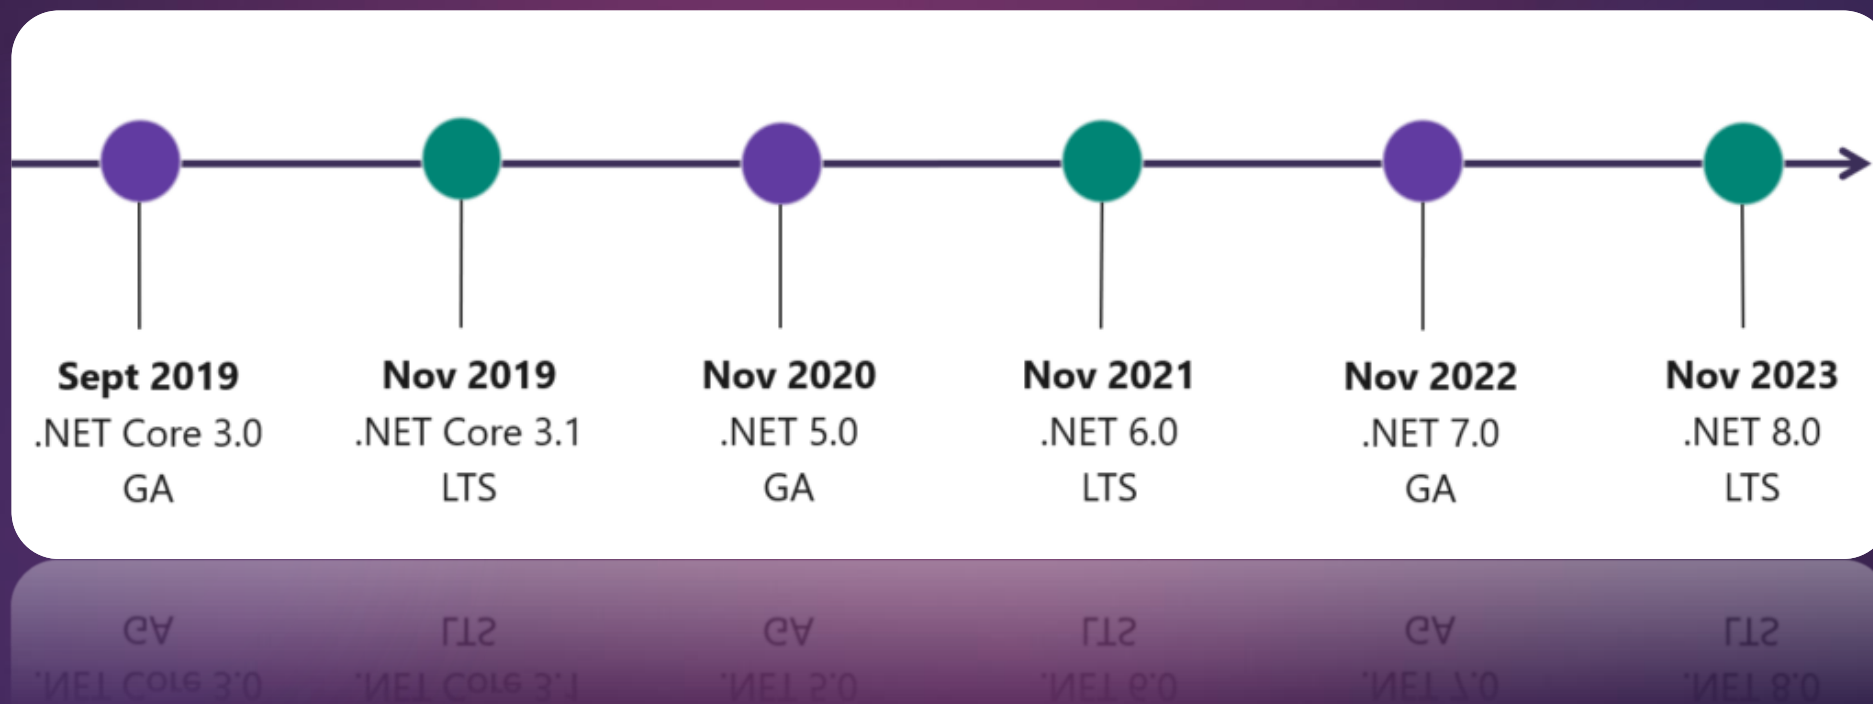 Sept 2019
.NET Core 3.0
GA
Nov 2019
.NET Core 3.1
LTS
Nov 2020
.NET 5.0
GA
Nov 2021
.NET 6.0
LTS
Nov 2022
.NET 7.0
GA
Nov 2023
.NET 8.0
LTS